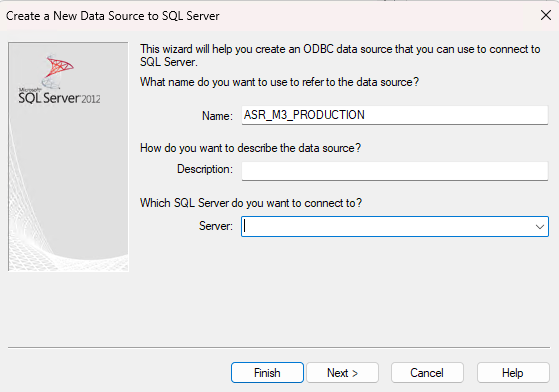 Create a New Data Source to SQL Server
Microsoft
SQL Server 2012
This wizard will help you create an ODBC data source that you can use to connect to
SQL Server.
What name do you want to use to refer to the data source?
Name: ASR_M3_PRODUCTION
How do you want to describe the data source?
Description:
Which SQL Server do you want to connect to?
Server:
Finish Next > Cancel Help